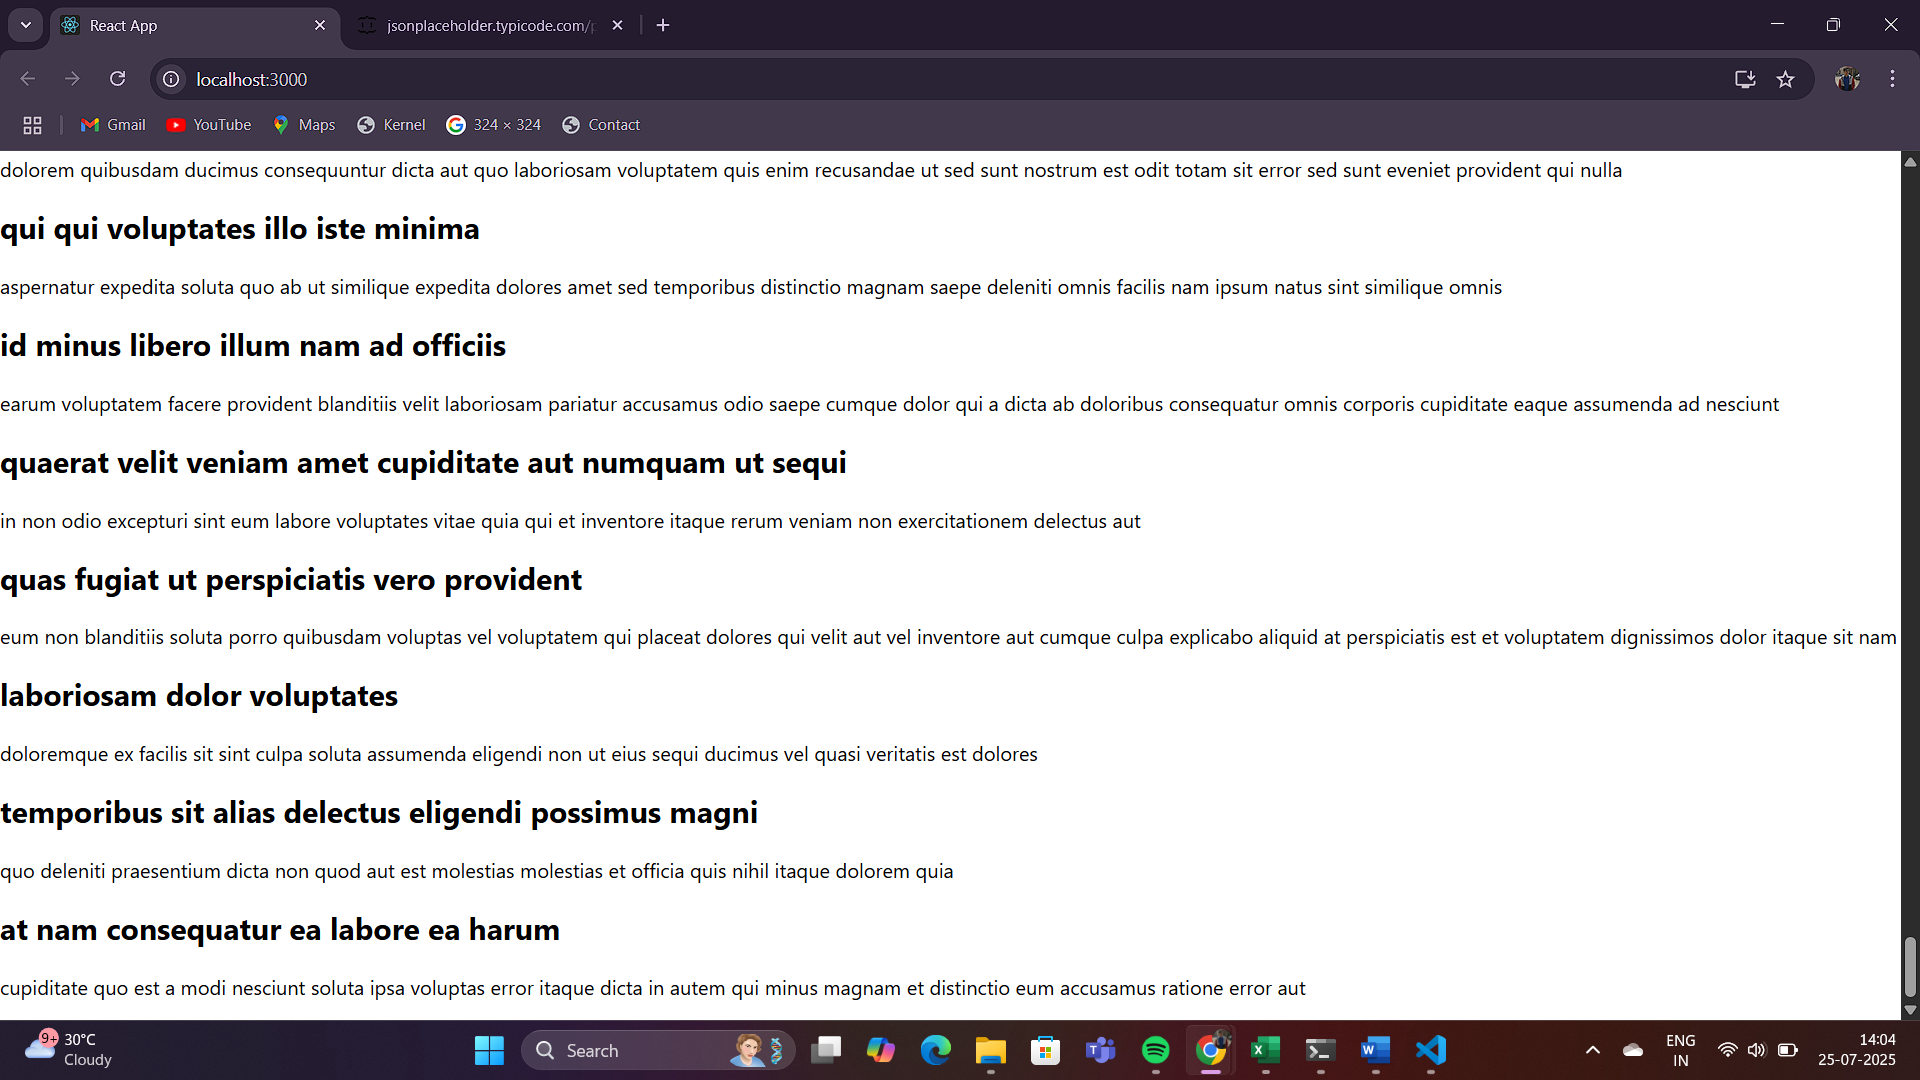 React App
jsonplaceholder.typicode.com/p
localhost:3000
Gmail YouTube Maps Kernel 324 × 324 Contact
dolorem quibusdam ducimus consequuntur dicta aut quo laboriosam voluptatem quis enim recusandae ut sed sunt nostrum est odit totam sit error sed sunt eveniet provident qui nulla
qui qui voluptates illo iste minima
aspernatur expedita soluta quo ab ut similique expedita dolores amet sed temporibus distinctio magnam saepe deleniti omnis facilis nam ipsum natus sint similique omnis
id minus libero illum nam ad officiis
earum voluptatem facere provident blanditiis velit laboriosam pariatur accusamus odio saepe cumque dolor qui a dicta ab doloribus consequatur omnis corporis cupiditate eaque assumenda ad nesciunt
quaerat velit veniam amet cupiditate aut numquam ut sequi
in non odio excepturi sint eum labore voluptates vitae quia qui et inventore itaque rerum veniam non exercitationem delectus aut
quas fugiat ut perspiciatis vero provident
eum non blanditiis soluta porro quibusdam voluptas vel voluptatem qui placeat dolores qui velit aut vel inventore aut cumque culpa explicabo aliquid at perspiciatis est et voluptatem dignissimos dolor itaque sit nam
laboriosam dolor voluptates
doloremque ex facilis sit sint culpa soluta assumenda eligendi non ut eius sequi ducimus vel quasi veritatis est dolores
temporibus sit alias delectus eligendi possimus magni
quo deleniti praesentium dicta non quod aut est molestias molestias et officia quis nihil itaque dolorem quia
at nam consequatur ea labore ea harum
cupiditate quo est a modi nesciunt soluta ipsa voluptas error itaque dicta in autem qui minus magnam et distinctio eum accusamus ratione error aut
9+
30°C
Cloudy
Search
ENG
IN
14:04
25-07-2025